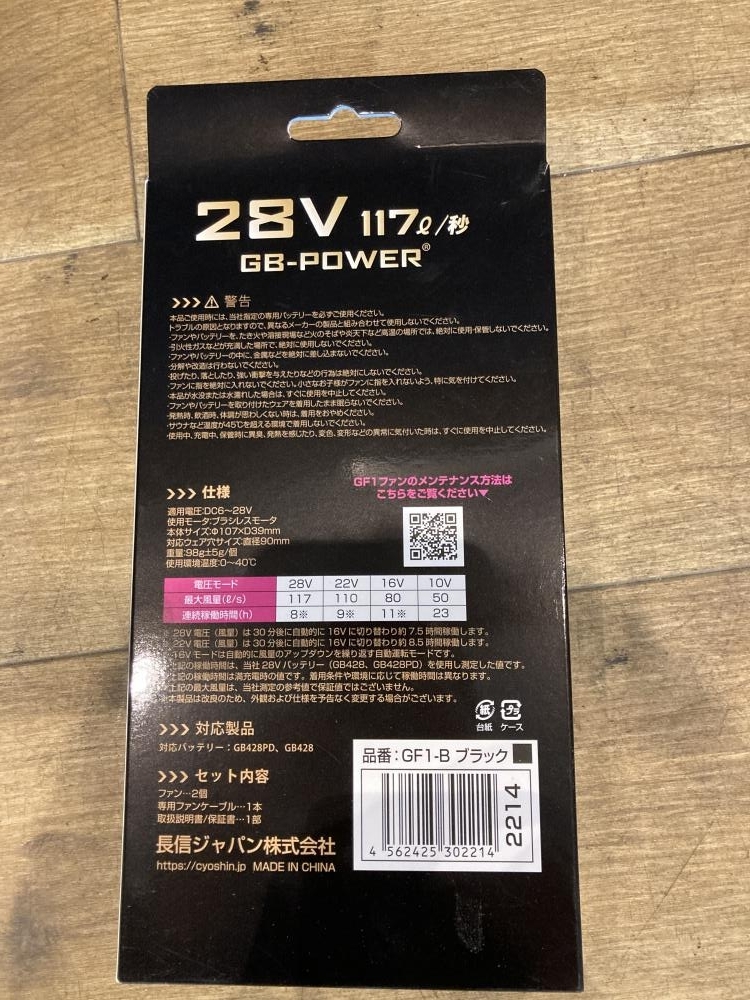 28V 117ℓ/秒
GB-POWER®
>>> ⚠ 警告
本品ご使用時には、当社指定の専用バッテリーを必ずご使用ください。
トラブルの原因となりますので、異なるメーカーの製品と組み合わせて使用しないでください。
・ファンやバッテリーを、たき火や溶接現場など火のそばや炎天下など高温の場所では、絶対に使用・保管しないでください。
・引火性ガスなどが充満した場所で、絶対に使用しないでください。
・ファンやバッテリーの中に、金属などを絶対に差し込まないでください。
・分解や改造は行わないでください。
・投げたり、落としたり、強い衝撃を与えたりなどの行為は絶対にしないでください。
・ファンに指を絶対に入れないでください。小さなお子様がファンに指を入れないよう、特に気を付けてください。
・本品が水没または水濡れした場合は、すぐに使用を中止してください。
・ファンやバッテリーを取り付けたウェアを着用したまま眠らないでください。
・発熱時、飲酒時、体調が思わしくない時は、着用をおやめください。
・サウナなど温度が45℃を超える環境で着用しないでください。
・使用中、充電中、保管時に異臭、発熱を感じたり、変色、変形などの異常に気付いた時は、すぐに使用を中止してください。
>>> 仕様
適用電圧:DC6〜28V
使用モータ:ブラシレスモータ
本体サイズ:Φ107×D39mm
対応ウェア穴サイズ:直径90mm
重量:98g±5g/個
使用環境温度:0〜40℃
GF1ファンのメンテナンス方法は
こちらをご覧ください▼
電圧モード 28V 22V 16V 10V
最大風量(ℓ/s) 117 110 80 50
連続稼働時間(h) 8※ 9※ 11※ 23
※28V電圧（風量）は30分後に自動的に16Vに切り替わり約7.5時間稼働します。
※22V電圧（風量）は30分後に自動的に16Vに切り替わり約8.5時間稼働します。
※16Vモードは自動的に風量のアップダウンを繰り返す自動運転モードです。
※上記の稼働時間は、当社28Vバッテリー（GB428、GB428PD）を使用し測定した値です。
※上記の稼働時間は満充電時の値です。着用条件や環境に応じて稼働時間は異なります。
※上記の最大風量は、当社測定の参考値で保証値ではございません。
※本製品は改良のため、外観および仕様を予告なく変更する場合がございます。
紙 プラ
台紙 ケース
>>> 対応製品
対応バッテリー：GB428PD、GB428
>>> セット内容
ファン…2個
専用ファンケーブル…1本
取扱説明書/保証書…1部
長信ジャパン株式会社
https://cyoshin.jp MADE IN CHINA
品番：GF1-B ブラック
2214
4 562425 302214